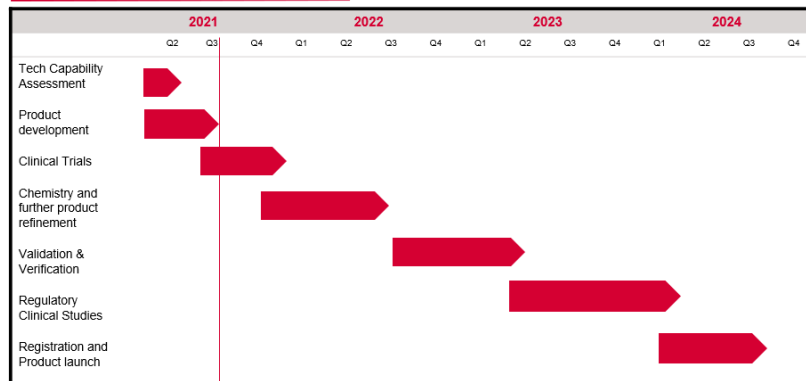 2021 2022 2023 2024
Q2 Q3 Q4 Q1 Q2 Q3 Q4 Q1 Q2 Q3 Q4 Q1 Q2 Q3 Q4
Tech Capability
Assessment
Product
development
Clinical Trials
Chemistry and
further product
refinement
Validation &
Verification
Regulatory
Clinical Studies
Registration and
Product launch